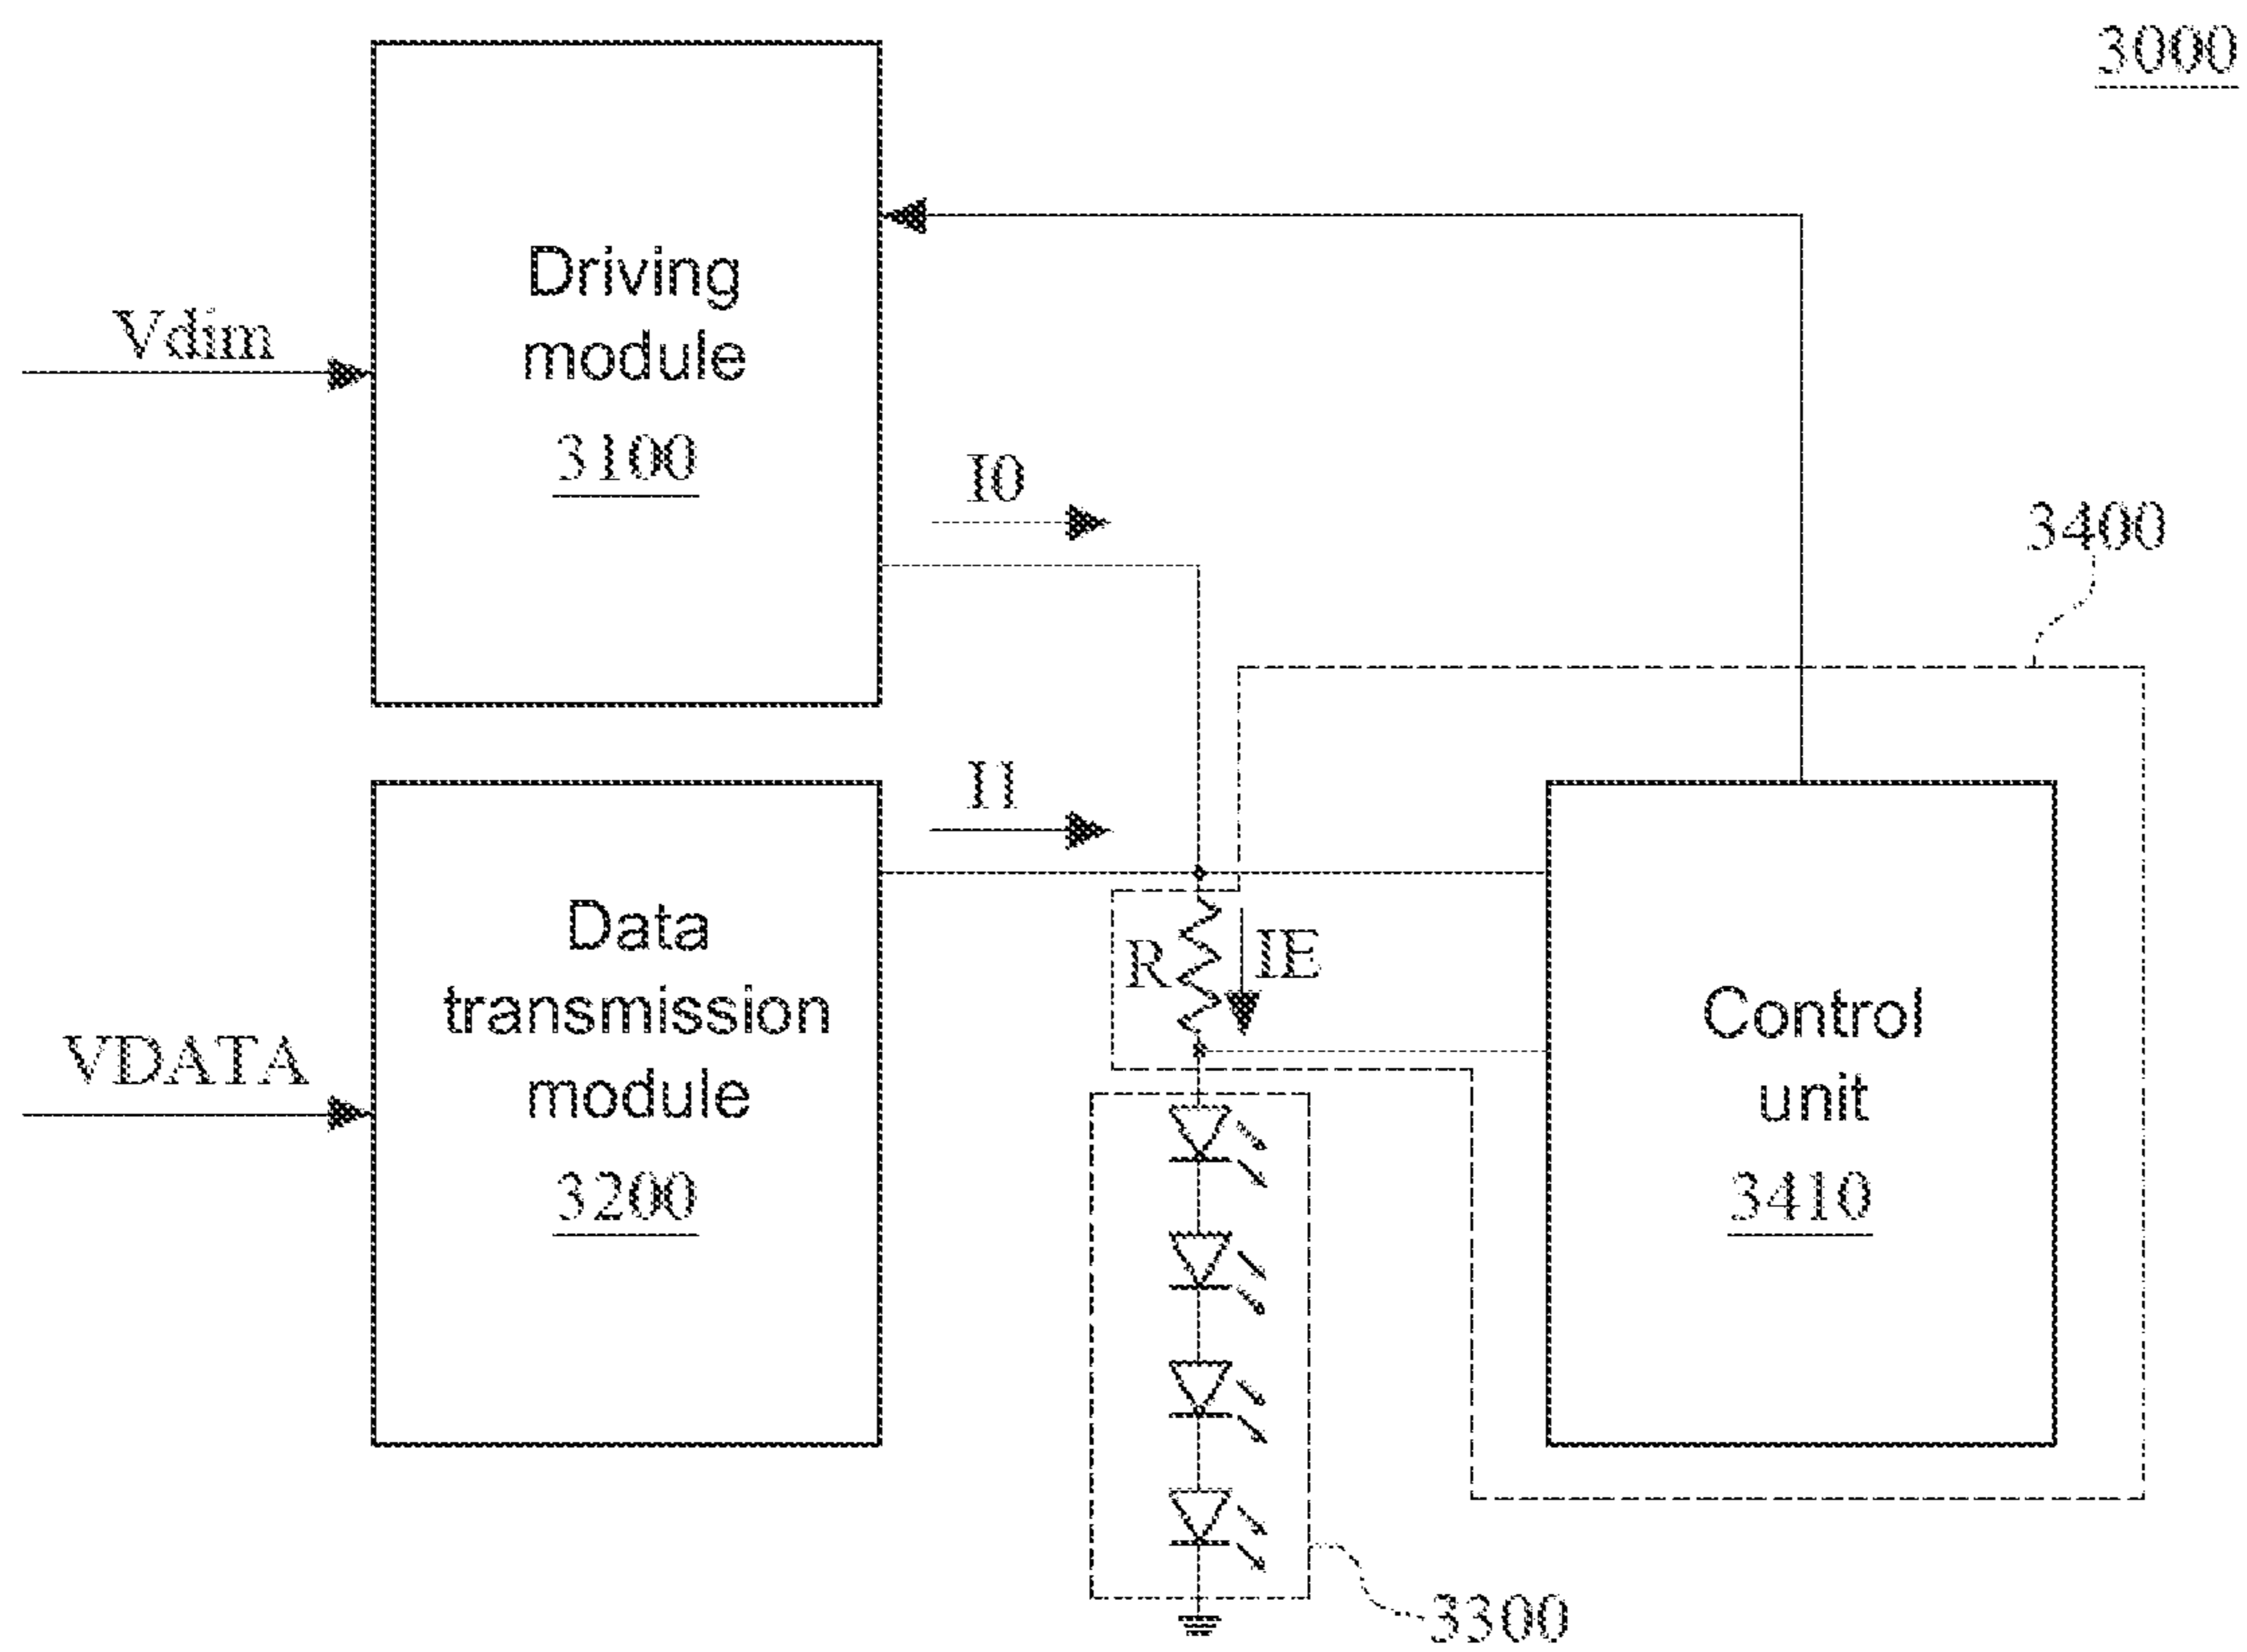 3000
Driving
module
3100
Vdim
I0
3400
I1
Data
transmission
module
3200
VDATA
R
IE
Control
unit
3410
3300